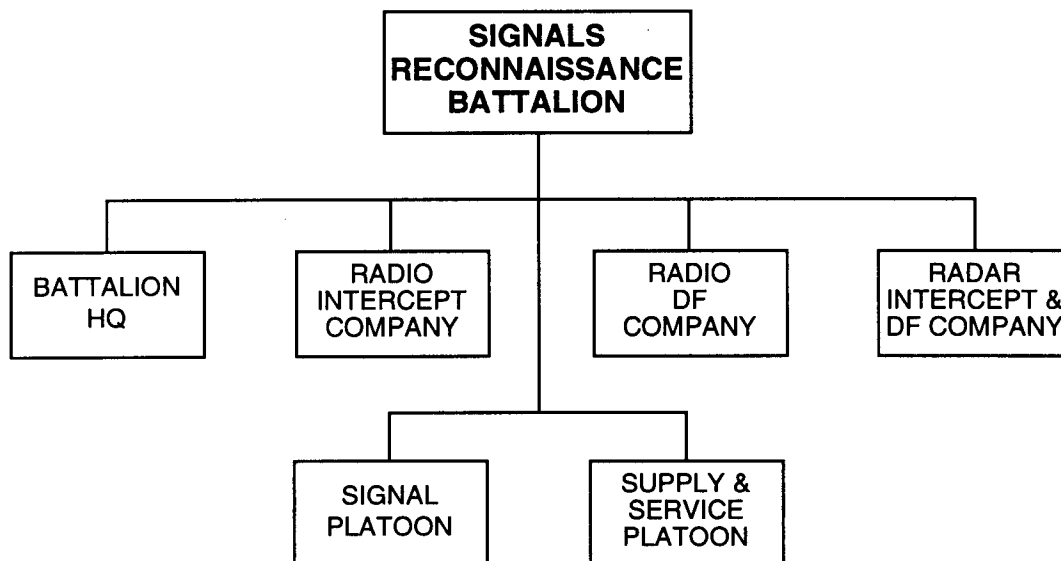 SIGNALS
RECONNAISSANCE
BATTALION
BATTALION
HQ
RADIO
INTERCEPT
COMPANY
RADIO
DF
COMPANY
RADAR
INTERCEPT &
DF COMPANY
SIGNAL
PLATOON
SUPPLY &
SERVICE
PLATOON